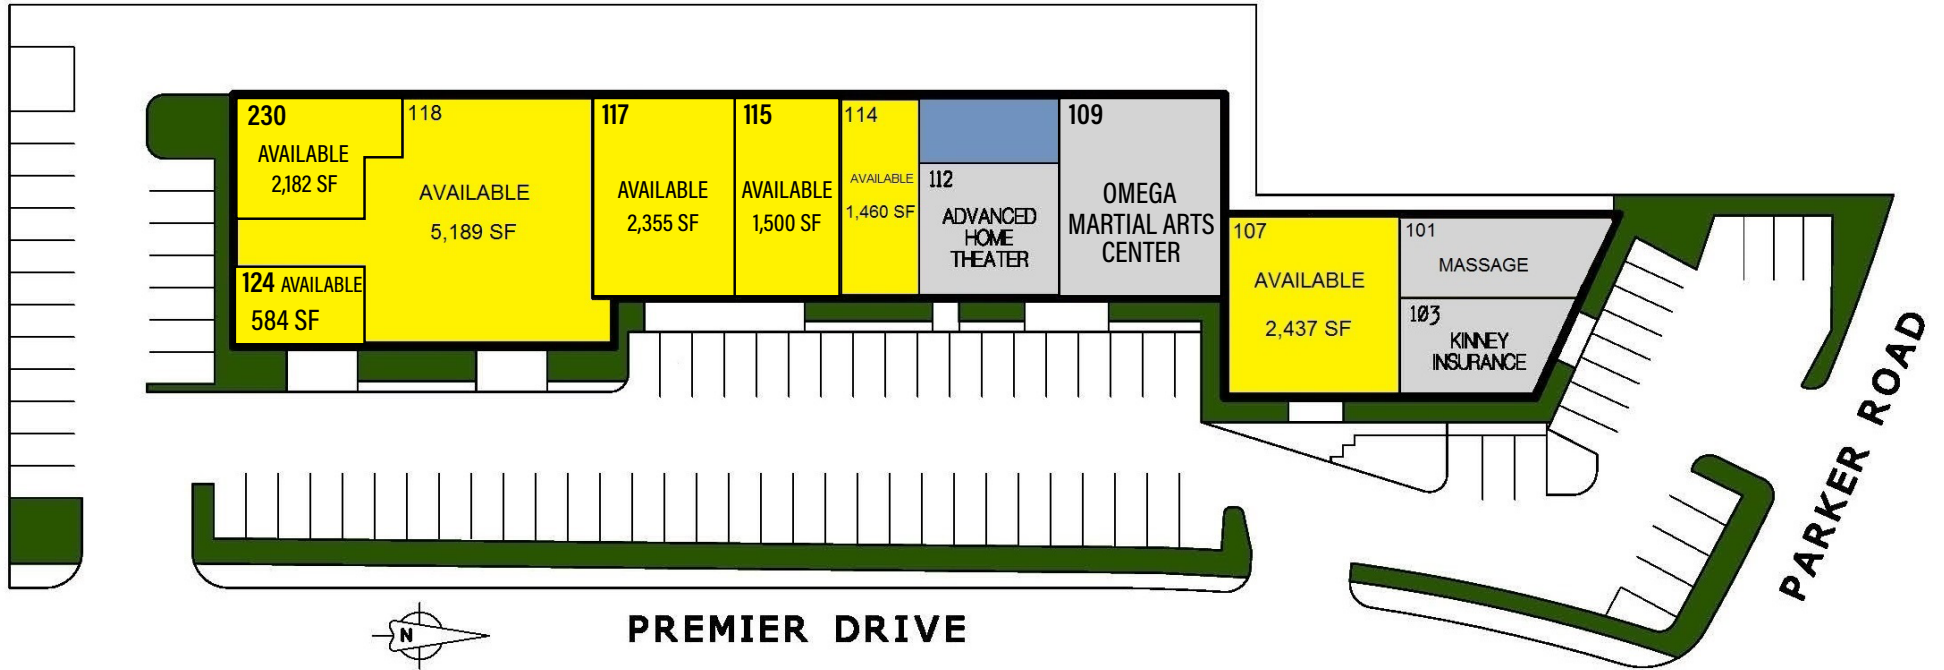 230
AVAILABLE
2,182 SF
118
AVAILABLE
5,189 SF
124 AVAILABLE
584 SF
117
AVAILABLE
2,355 SF
115
AVAILABLE
1,500 SF
114
AVAILABLE
1,460 SF
112
ADVANCED
HOME
THEATER
109
OMEGA
MARTIAL ARTS
CENTER
107
AVAILABLE
2,437 SF
101
MASSAGE
103
KINNEY
INSURANCE
PARKER ROAD
N
PREMIER DRIVE